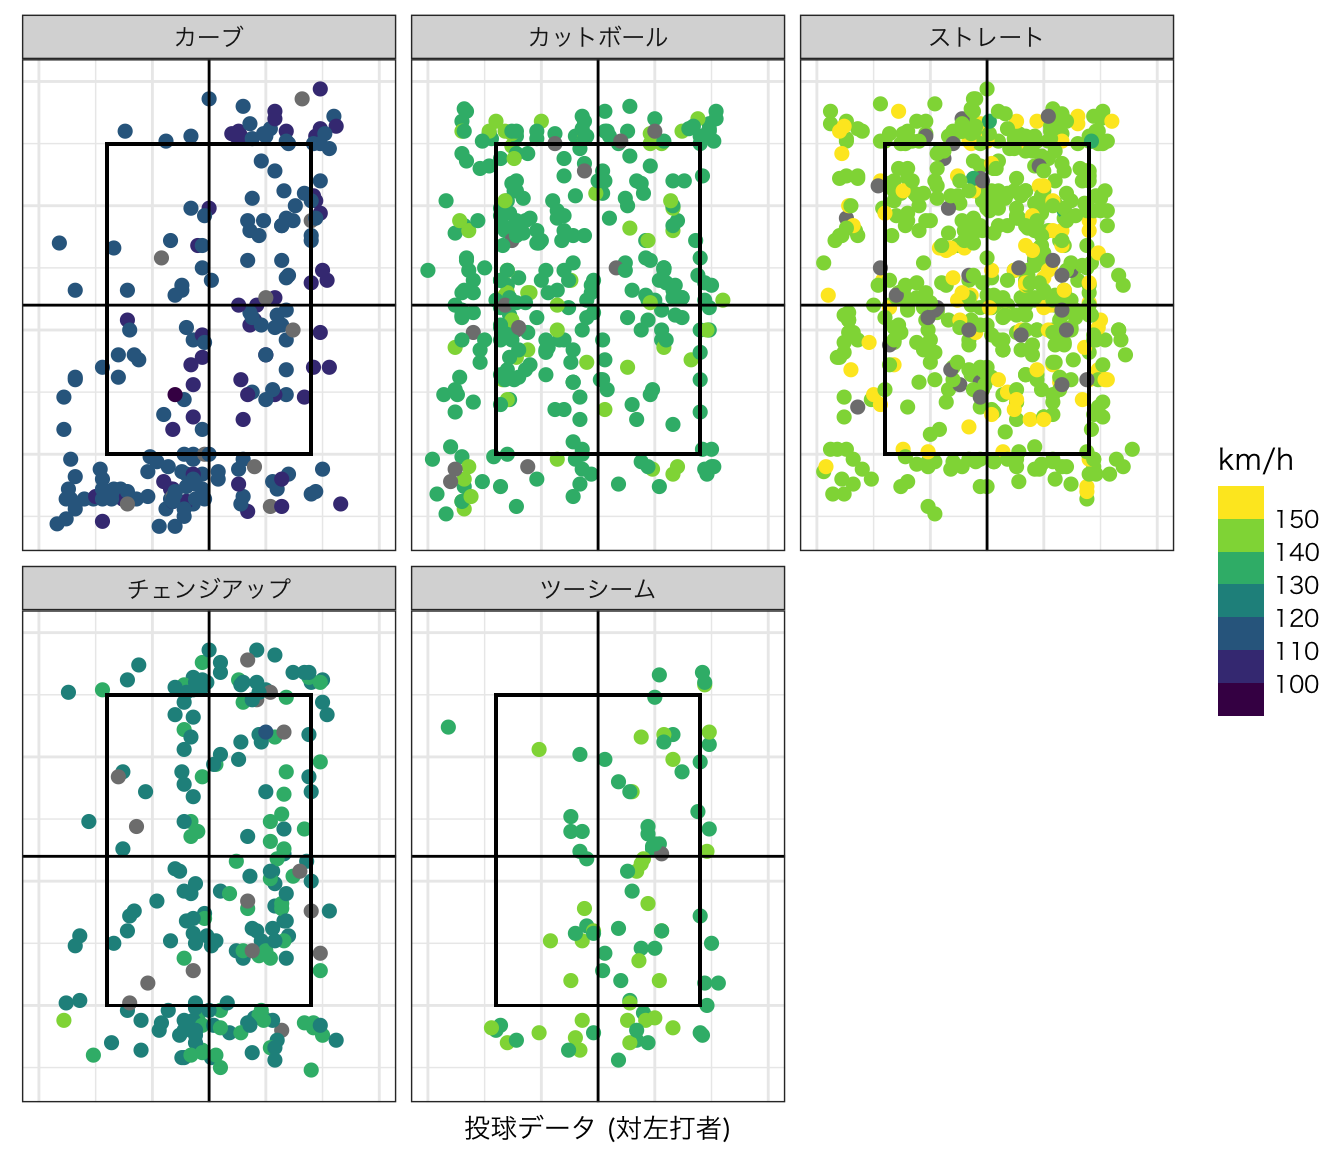 カーブ
カットボール
ストレート
チェンジアップ
ツーシーム
km/h
150
140
130
120
110
100
投球データ (対左打者)